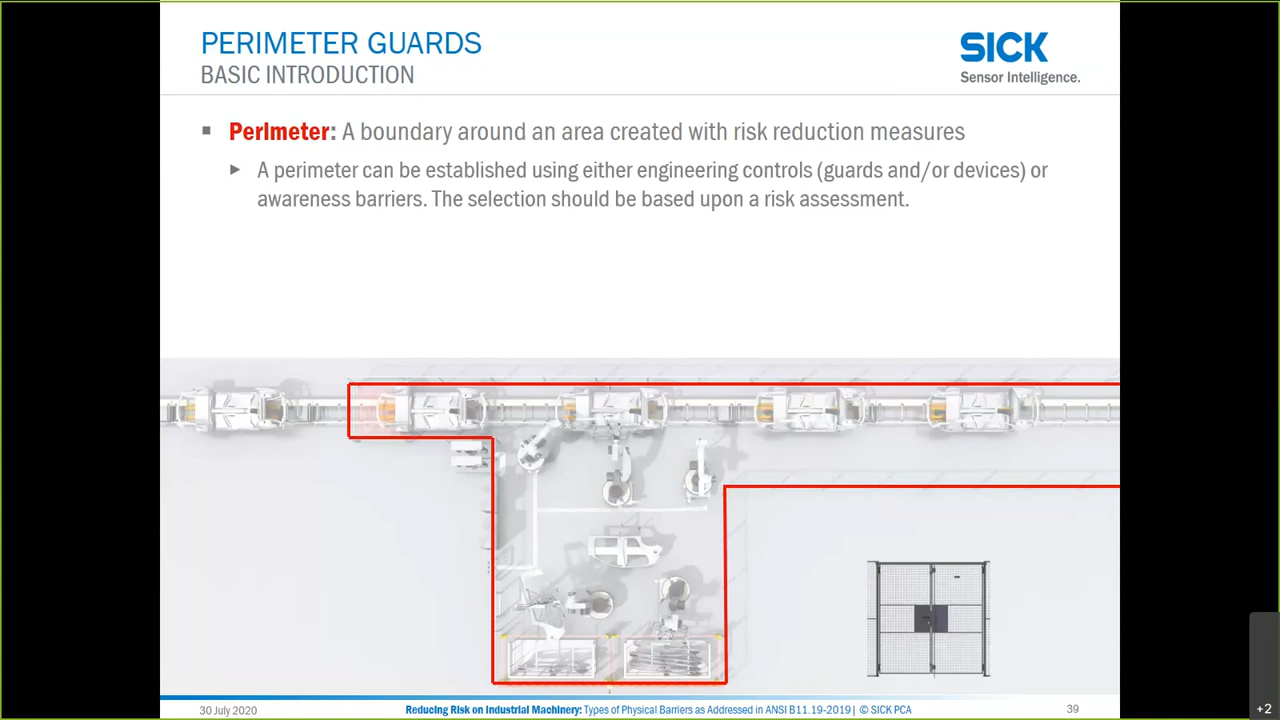 PERIMETER GUARDS
BASIC INTRODUCTION
SICK
Sensor Intelligence.
▪ PerImeter: A boundary around an area created with risk reduction measures
► A perimeter can be established using either engineering controls (guards and/or devices) or
awareness barriers. The selection should be based upon a risk assessment.
30 July 2020
Reducing Risk on Industrial Machinery: Types of Physical Barriers as Addressed in ANSI B11.19-2019| © SICK PCA
39
+2